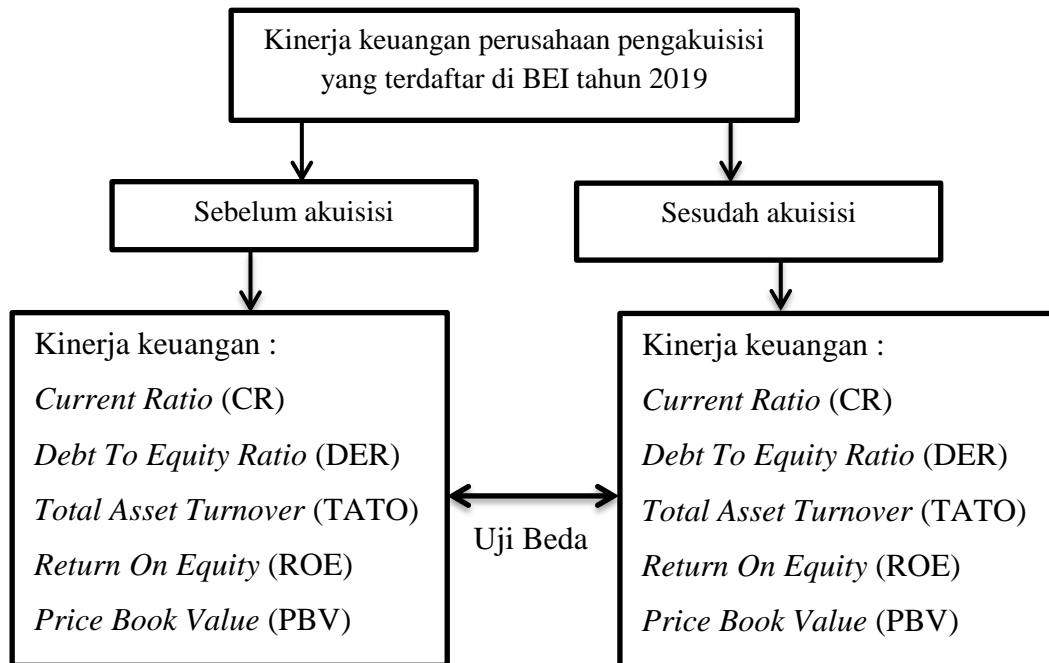 Kinerja keuangan perusahaan pengakuisisi
yang terdaftar di BEI tahun 2019
Sebelum akuisisi
Sesudah akuisisi
Kinerja keuangan :
Current Ratio (CR)
Debt To Equity Ratio (DER)
Total Asset Turnover (TATO)
Return On Equity (ROE)
Price Book Value (PBV)
Uji Beda
Kinerja keuangan :
Current Ratio (CR)
Debt To Equity Ratio (DER)
Total Asset Turnover (TATO)
Return On Equity (ROE)
Price Book Value (PBV)